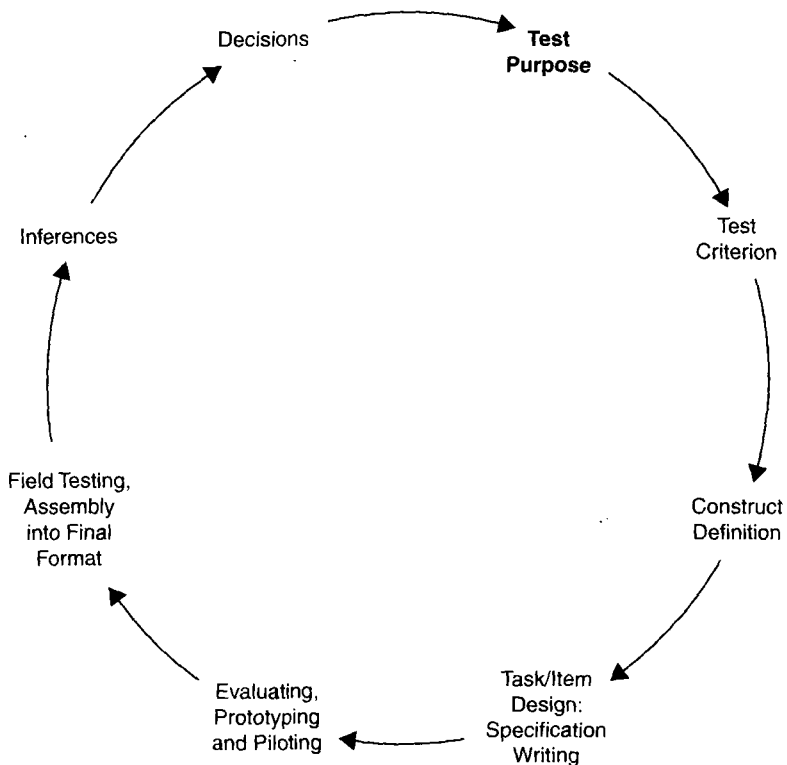 Decisions
Test
Purpose
Test
Criterion
Construct
Definition
Task/Item
Design:
Specification
Writing
Evaluating,
Prototyping
and Piloting
Field Testing,
Assembly
into Final
Format
Inferences